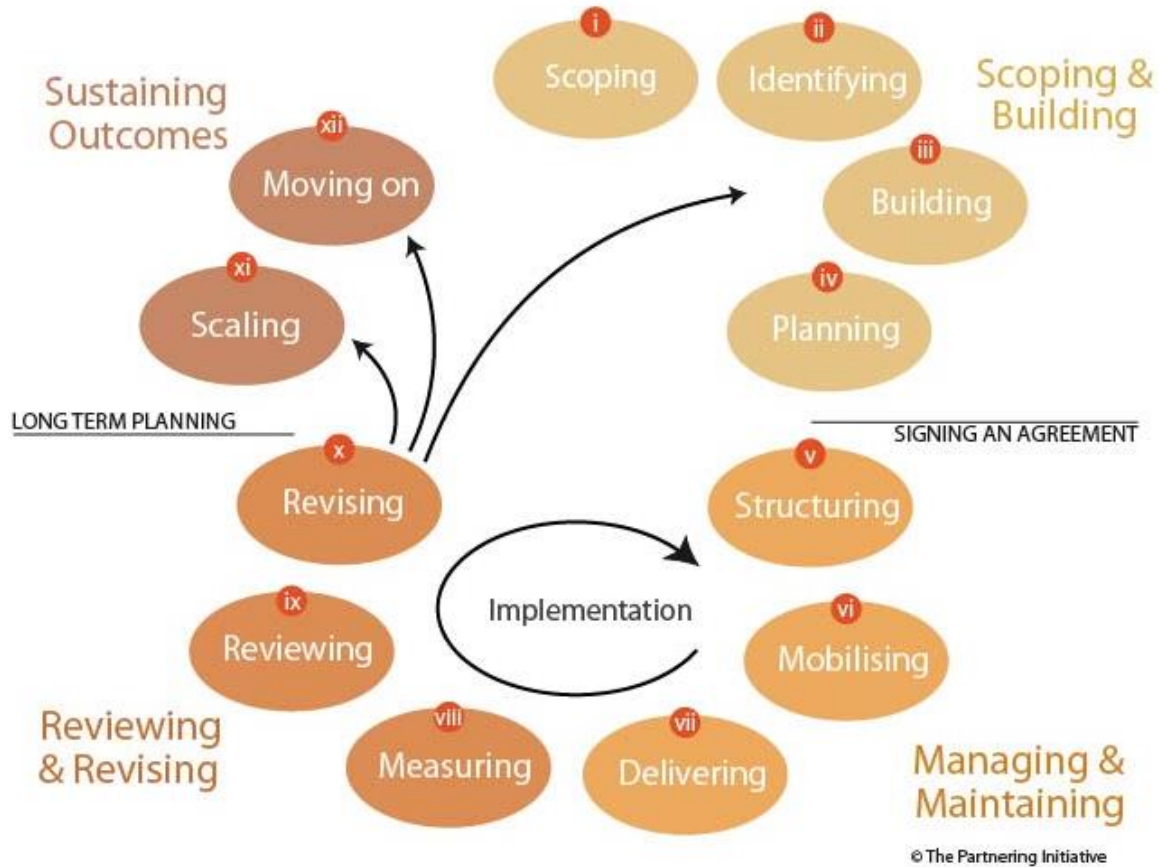 i
Scoping
ii
Identifying
Scoping &
Building
iii
Building
iv
Planning
SIGNING AN AGREEMENT
v
Structuring
vi
Mobilising
Managing &
Maintaining
vii
Delivering
viii
Measuring
Reviewing
& Revising
ix
Reviewing
x
Revising
Implementation
LONG TERM PLANNING
xi
Scaling
xii
Moving on
Sustaining
Outcomes
© The Partnering Initiative